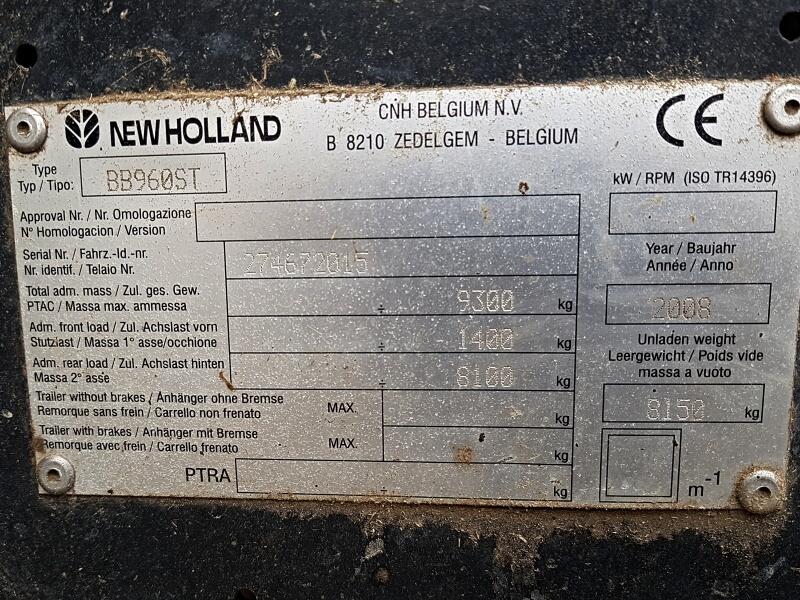 NEW HOLLAND
CNH BELGIUM N.V.
B 8210 ZEDELGEM - BELGIUM
CE
Type
Typ / Tipo:
BB960ST
Approval Nr. / Nr. Omologazione
N° Homologacion / Version
Serial Nr. / Fahrz.-Id.-nr.
Nr. identif. / Telaio Nr.
274672015
Total adm. mass / Zul. ges. Gew.
PTAC / Massa max. ammessa
÷ 9300 kg
Adm. front load / Zul. Achslast vorn
Stutziast / Massa 1° asse/occhione
÷ 1400 kg
Adm. rear load / Zul. Achslast hinten
Massa 2° asse
÷ 8100 kg
Trailer without brakes / Anhänger ohne Bremse
Remorque sans frein / Carrello non frenato
MAX. kg
Trailer with brakes / Anhänger mit Bremse
Remorque avec frein / Carrello frenato
MAX. kg
PTRA kg
kW / RPM (ISO TR14396)
Year / Baujahr
Année / Anno
2008
Unladen weight
Leergewicht / Poids vide
massa a vuoto
8150 kg
m-1